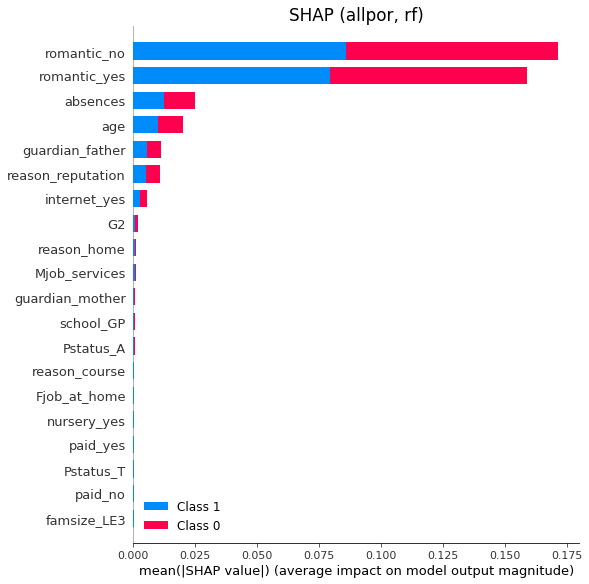 SHAP (allpor, rf)
romantic_no
romantic_yes
absences
age
guardian_father
reason_reputation
internet_yes
G2
reason_home
Mjob_services
guardian_mother
school_GP
Pstatus_A
reason_course
Fjob_at_home
nursery_yes
paid_yes
Pstatus_T
paid_no
famsize_LE3
Class 1
Class 0
0.000 0.025 0.050 0.075 0.100 0.125 0.150 0.175
mean(|SHAP value|) (average impact on model output magnitude)